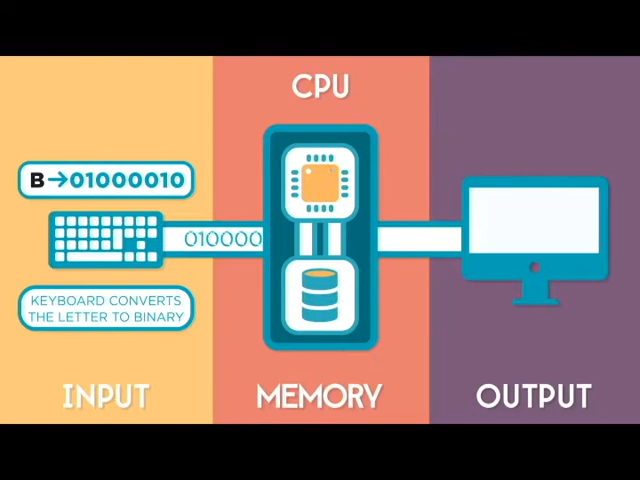 CPU
B→01000010
010000
KEYBOARD CONVERTS
THE LETTER TO BINARY
INPUT
MEMORY
OUTPUT